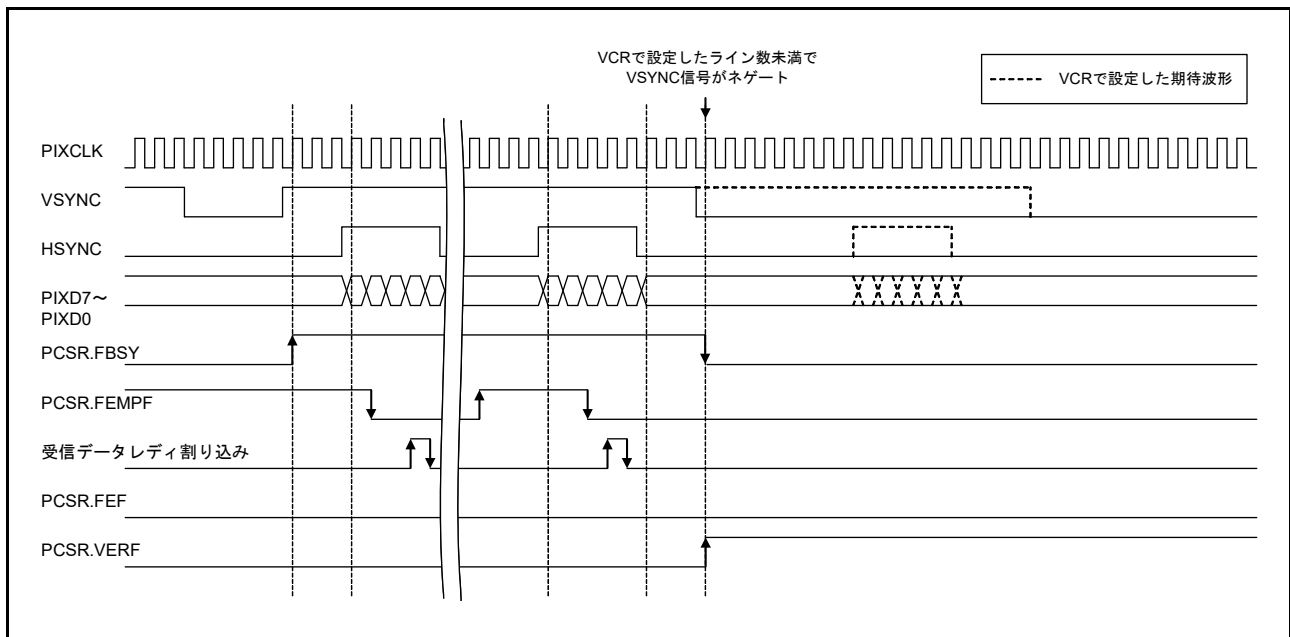 VCRで設定したライン数未満で
VSYNC信号がネゲート
VCRで設定した期待波形
PIXCLK
VSYNC
HSYNC
PIXD7～
PIXD0
PCSR.FBSY
PCSR.FEMPF
受信データレディ割り込み
PCSR.FEF
PCSR.VERF